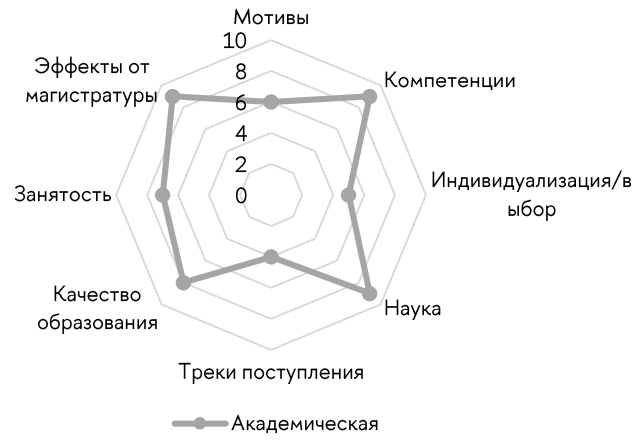 Мотивы
10
8
6
4
2
0
Компетенции
Индивидуализация/в
ыбор
Наука
Треки поступления
Качество
образования
Занятость
Эффекты от
магистратуры
Академическая